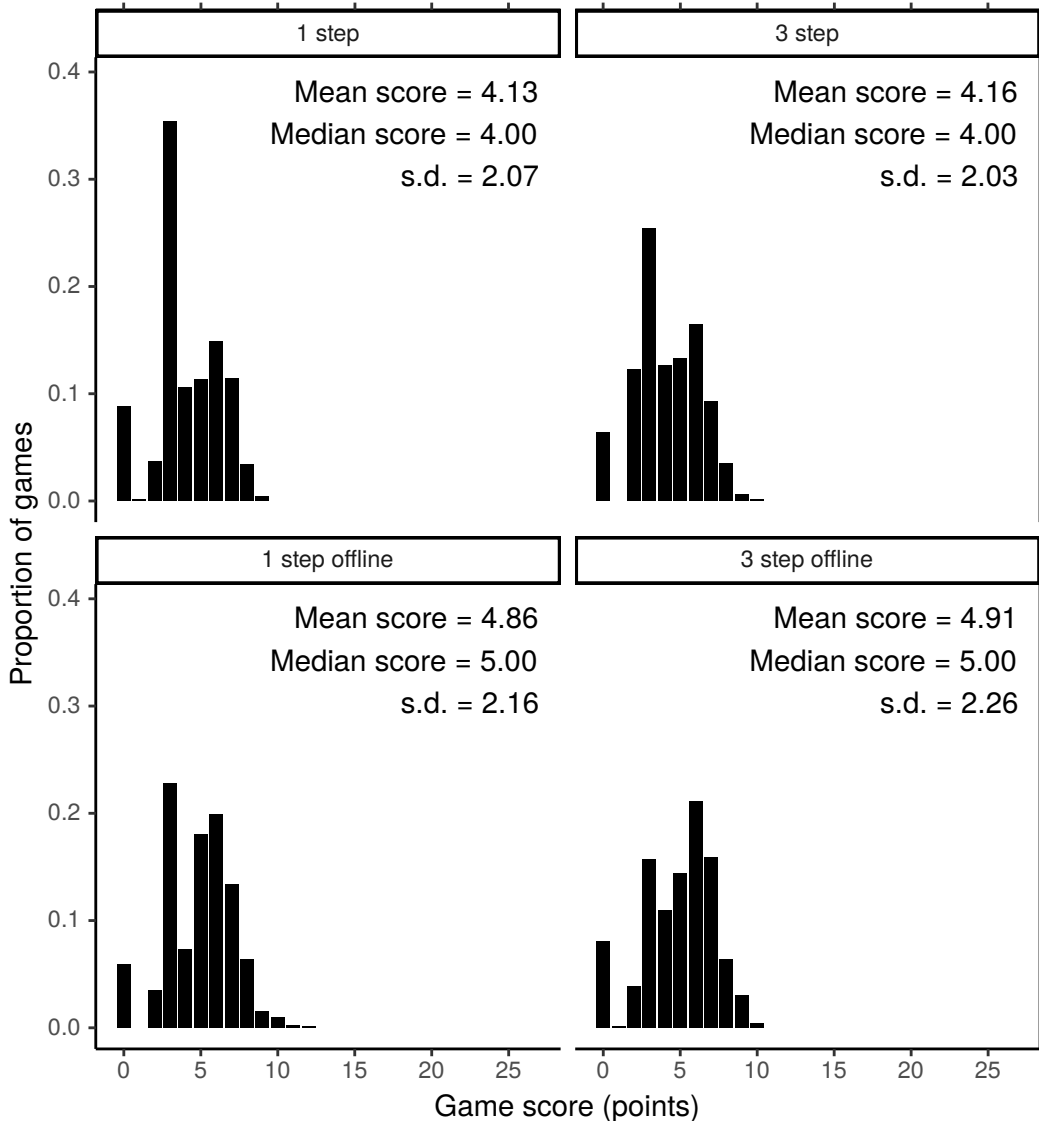 1 step
3 step
Mean score = 4.13
Median score = 4.00
s.d. = 2.07
Mean score = 4.16
Median score = 4.00
s.d. = 2.03
0.4
0.3
0.2
0.1
0.0
1 step offline
3 step offline
Mean score = 4.86
Median score = 5.00
s.d. = 2.16
Mean score = 4.91
Median score = 5.00
s.d. = 2.26
0.4
0.3
0.2
0.1
0.0
0 5 10 15 20 25
0 5 10 15 20 25
Proportion of games
Game score (points)